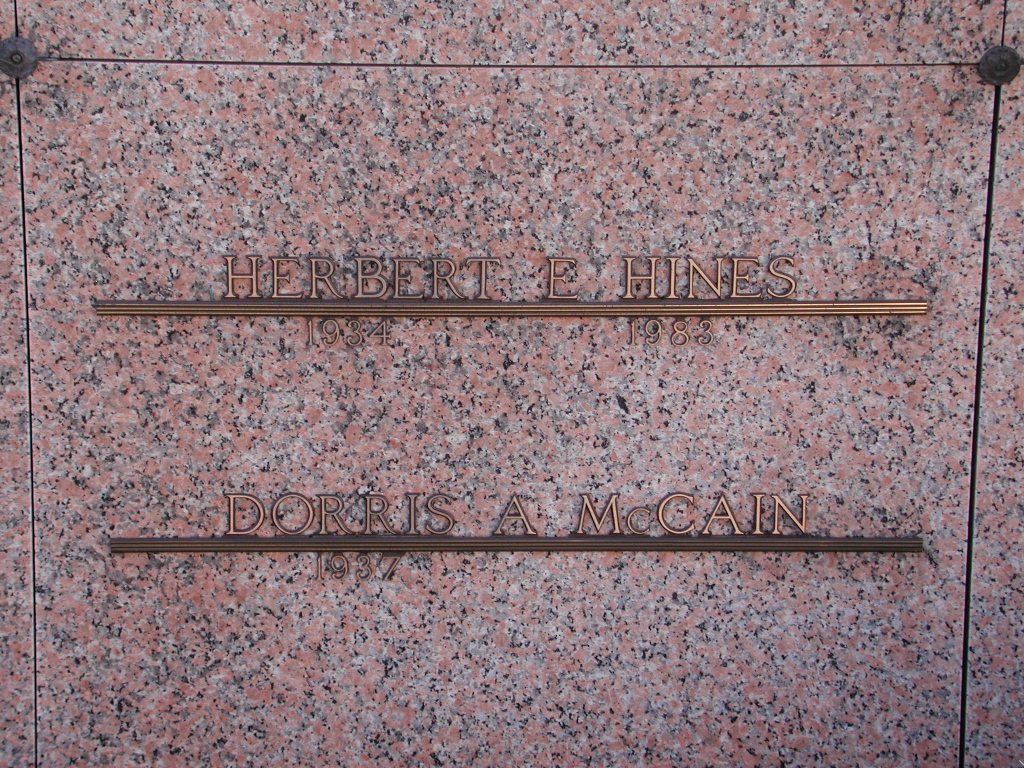 HERBERT E HINES
1934 1983
DORRIS A McCAIN
1937